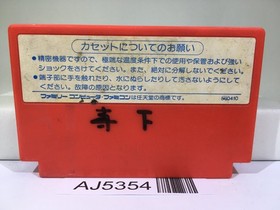 カセットについてのお願い
●精密機器ですので、極端な温度条件下での使用や保管および強い
ショックをさけてください。また、絶対に分解しないでください。
●端子部に手を触れたり、水にぬらしたりして汚さないようにして
ください。故障の原因となります。
ファミリーコンピュータ・ファミコンは任天堂の商標です。
下
AJ5354